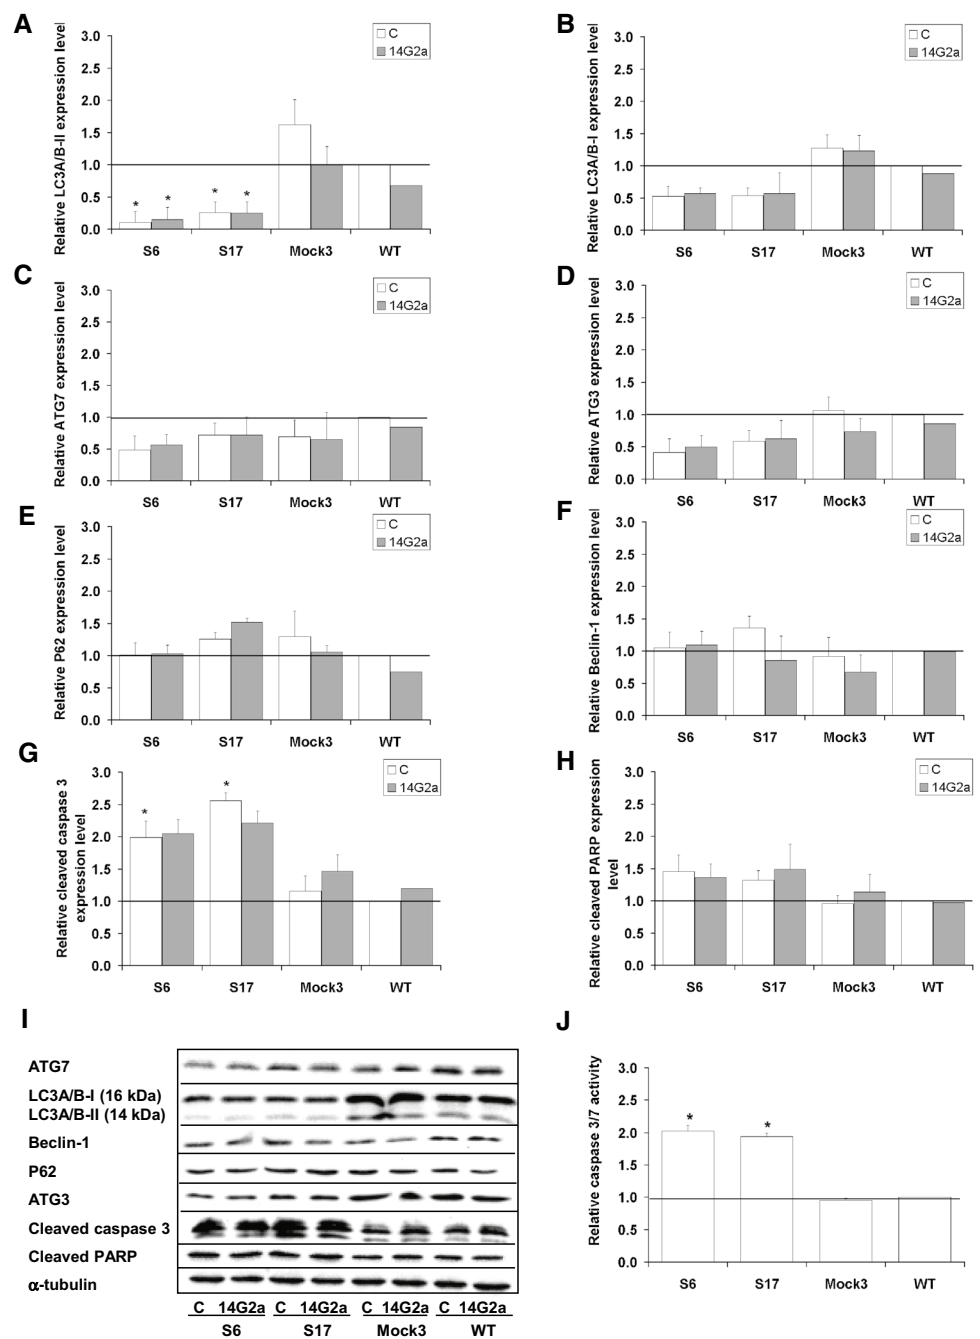 A
Relative LC3A/B-II expression level
3.0
2.5
2.0
1.5
1.0
0.5
0.0
C
14G2a
* * * *
S6 S17 Mock3 WT
B
Relative LC3A/B-I expression level
3.0
2.5
2.0
1.5
1.0
0.5
0.0
C
14G2a
S6 S17 Mock3 WT
C
Relative ATG7 expression level
3.0
2.5
2.0
1.5
1.0
0.5
0.0
C
14G2a
S6 S17 Mock3 WT
D
Relative ATG3 expression level
3.0
2.5
2.0
1.5
1.0
0.5
0.0
C
14G2a
S6 S17 Mock3 WT
E
Relative P62 expression level
3.0
2.5
2.0
1.5
1.0
0.5
0.0
C
14G2a
S6 S17 Mock3 WT
F
Relative Beclin-1 expression level
3.0
2.5
2.0
1.5
1.0
0.5
0.0
C
14G2a
S6 S17 Mock3 WT
G
Relative cleaved caspase 3
expression level
3.0
2.5
2.0
1.5
1.0
0.5
0.0
C
14G2a
* *
S6 S17 Mock3 WT
H
Relative cleaved PARP expression
level
3.0
2.5
2.0
1.5
1.0
0.5
0.0
C
14G2a
S6 S17 Mock3 WT
I
ATG7
LC3A/B-I (16 kDa)
LC3A/B-II (14 kDa)
Beclin-1
P62
ATG3
Cleaved caspase 3
Cleaved PARP
α-tubulin
C 14G2a C 14G2a C 14G2a C 14G2a
S6 S17 Mock3 WT
J
Relative caspase 3/7 activity
3.0
2.5
2.0
1.5
1.0
0.5
0.0
* *
S6 S17 Mock3 WT